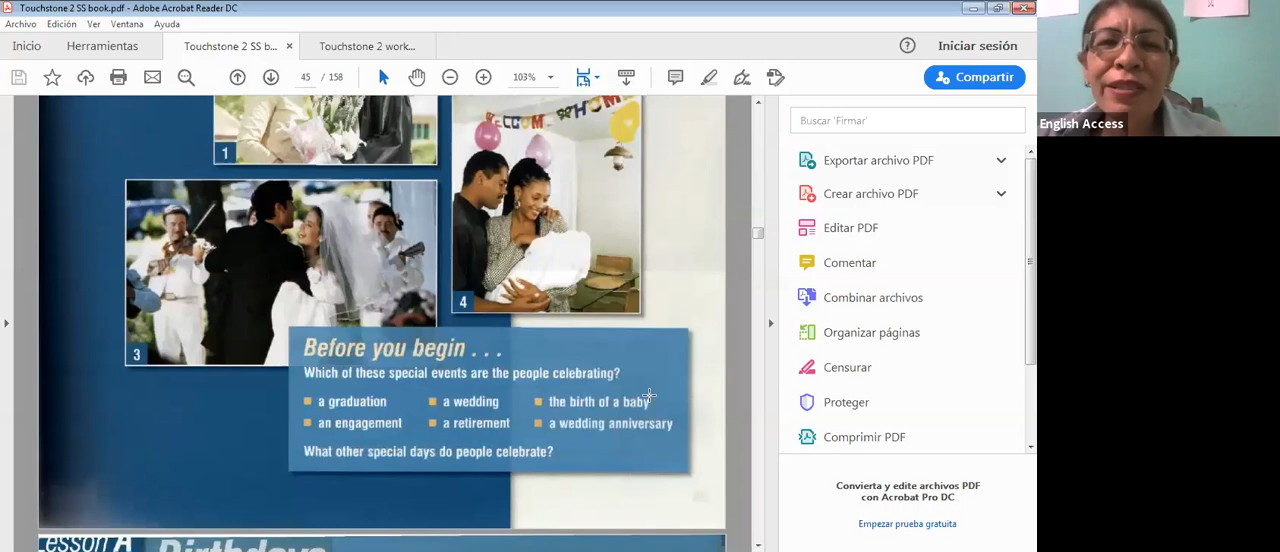 Touchstone 2 SS book.pdf - Adobe Acrobat Reader DC
Archivo Edición Ver Ventana Ayuda
Inicio Herramientas Touchstone 2 SS b... × Touchstone 2 work... Iniciar sesión
45 / 158 103% Compartir
WELCOME HOME
1
3
4
Before you begin . . .
Which of these special events are the people celebrating?
a graduation a wedding the birth of a baby
an engagement a retirement a wedding anniversary
What other special days do people celebrate?
Lesson A Birthdays
Buscar 'Firmar'
Exportar archivo PDF
Crear archivo PDF
Editar PDF
Comentar
Combinar archivos
Organizar páginas
Censurar
Proteger
Comprimir PDF
Convierta y edite archivos PDF
con Acrobat Pro DC
Empezar prueba gratuita
English Access